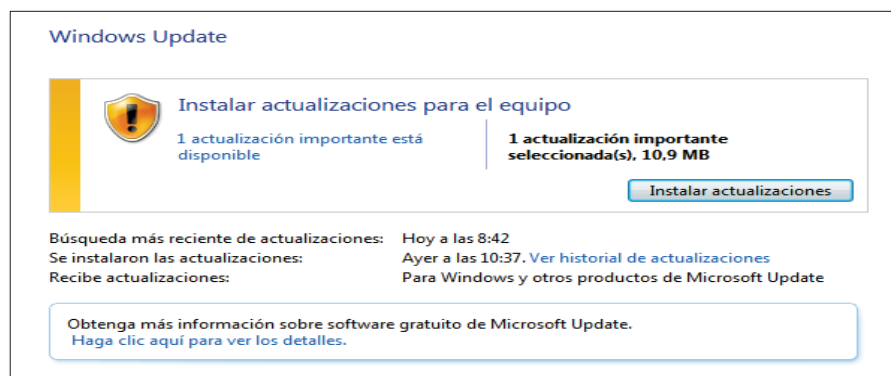 Windows Update
Instalar actualizaciones para el equipo
1 actualización importante está
disponible
1 actualización importante
seleccionada(s), 10,9 MB
Instalar actualizaciones
Búsqueda más reciente de actualizaciones: Hoy a las 8:42
Se instalaron las actualizaciones: Ayer a las 10:37. Ver historial de actualizaciones
Recibe actualizaciones: Para Windows y otros productos de Microsoft Update
Obtenga más información sobre software gratuito de Microsoft Update.
Haga clic aquí para ver los detalles.